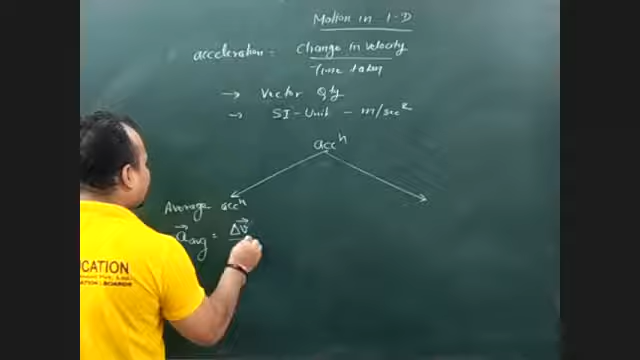 Motion in 1-D
acceleration = Change in velocity
Time taken
→ Vector Qty
→ SI-Unit - m/sec²
accⁿ
Average accⁿ
a⃗avg = Δv⃗
UCATION